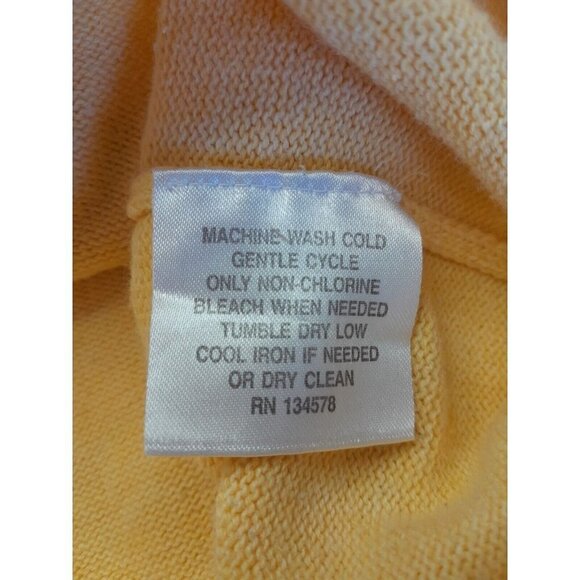 MACHINE WASH COLD
GENTLE CYCLE
ONLY NON-CHLORINE
BLEACH WHEN NEEDED
TUMBLE DRY LOW
COOL IRON IF NEEDED
OR DRY CLEAN
RN 134578